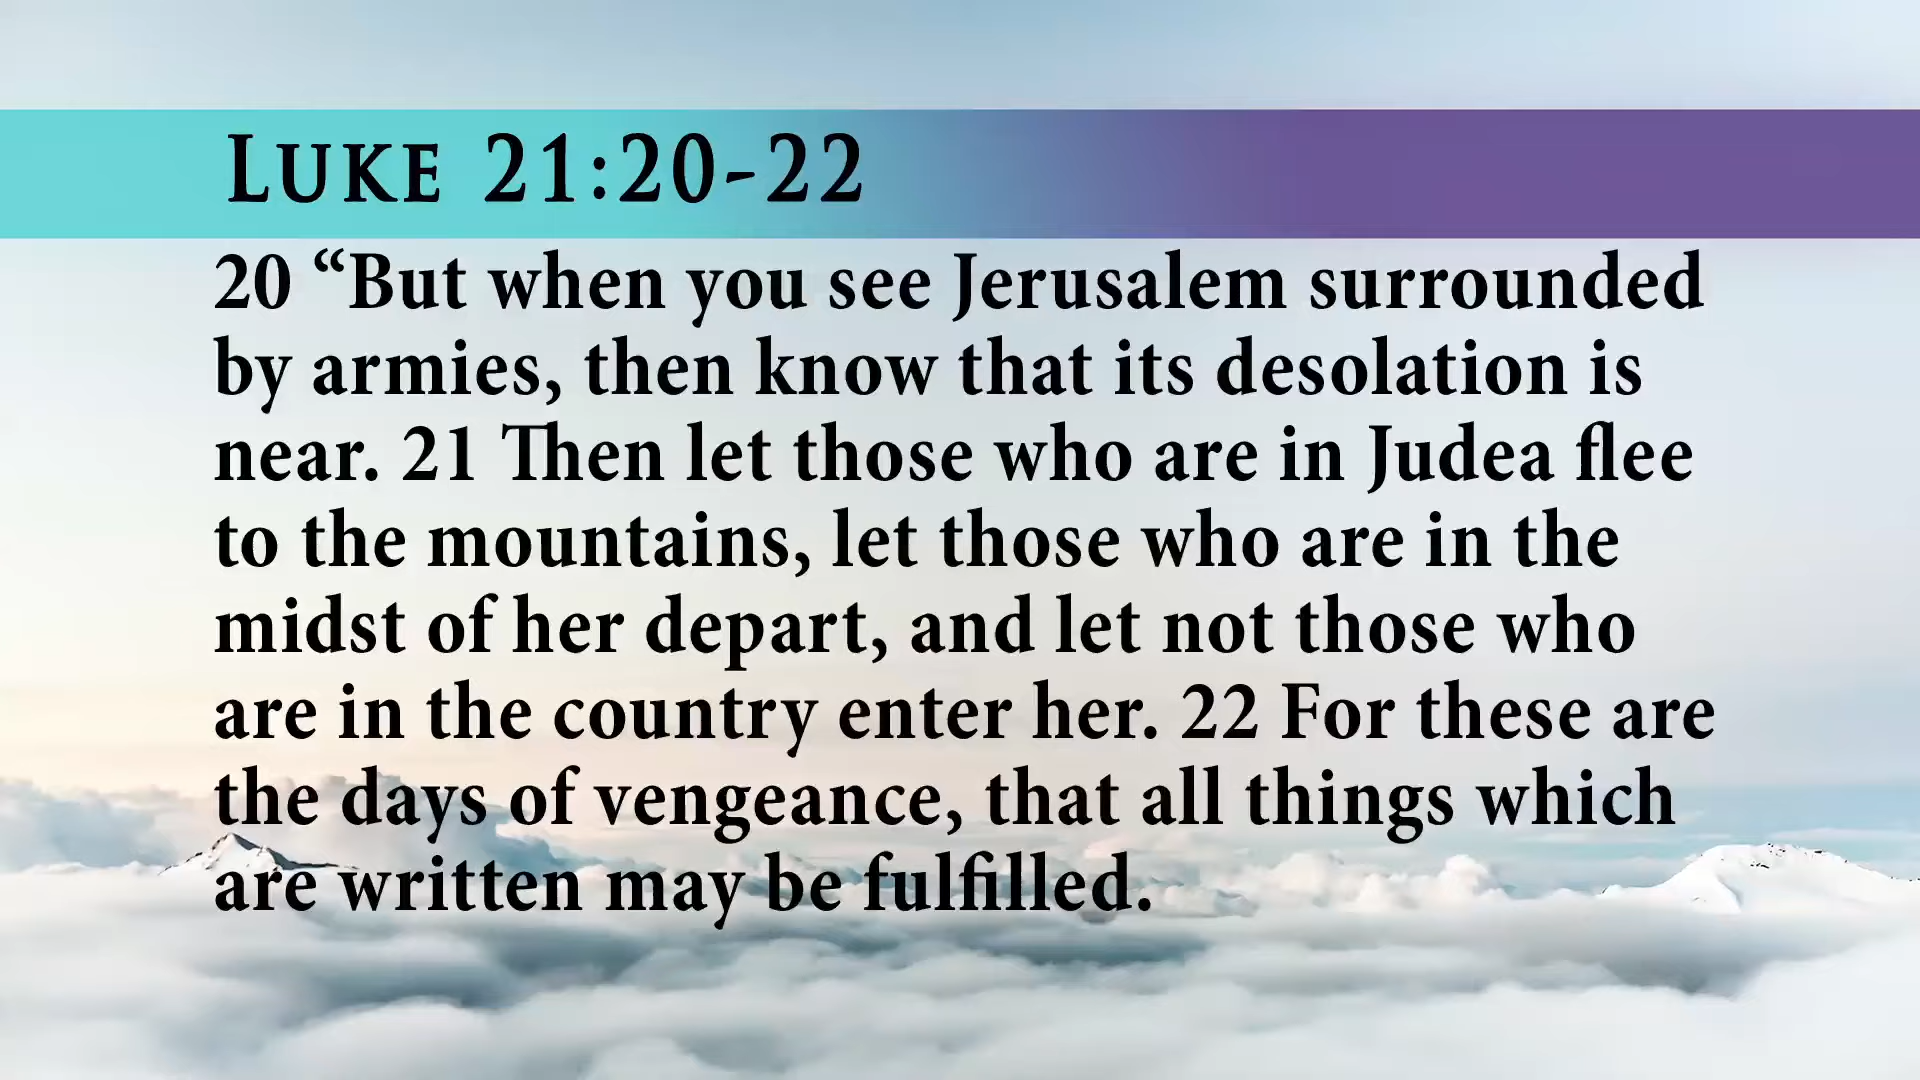 Luke 21:20-22
20 “But when you see Jerusalem surrounded
by armies, then know that its desolation is
near. 21 Then let those who are in Judea flee
to the mountains, let those who are in the
midst of her depart, and let not those who
are in the country enter her. 22 For these are
the days of vengeance, that all things which
are written may be fulfilled.